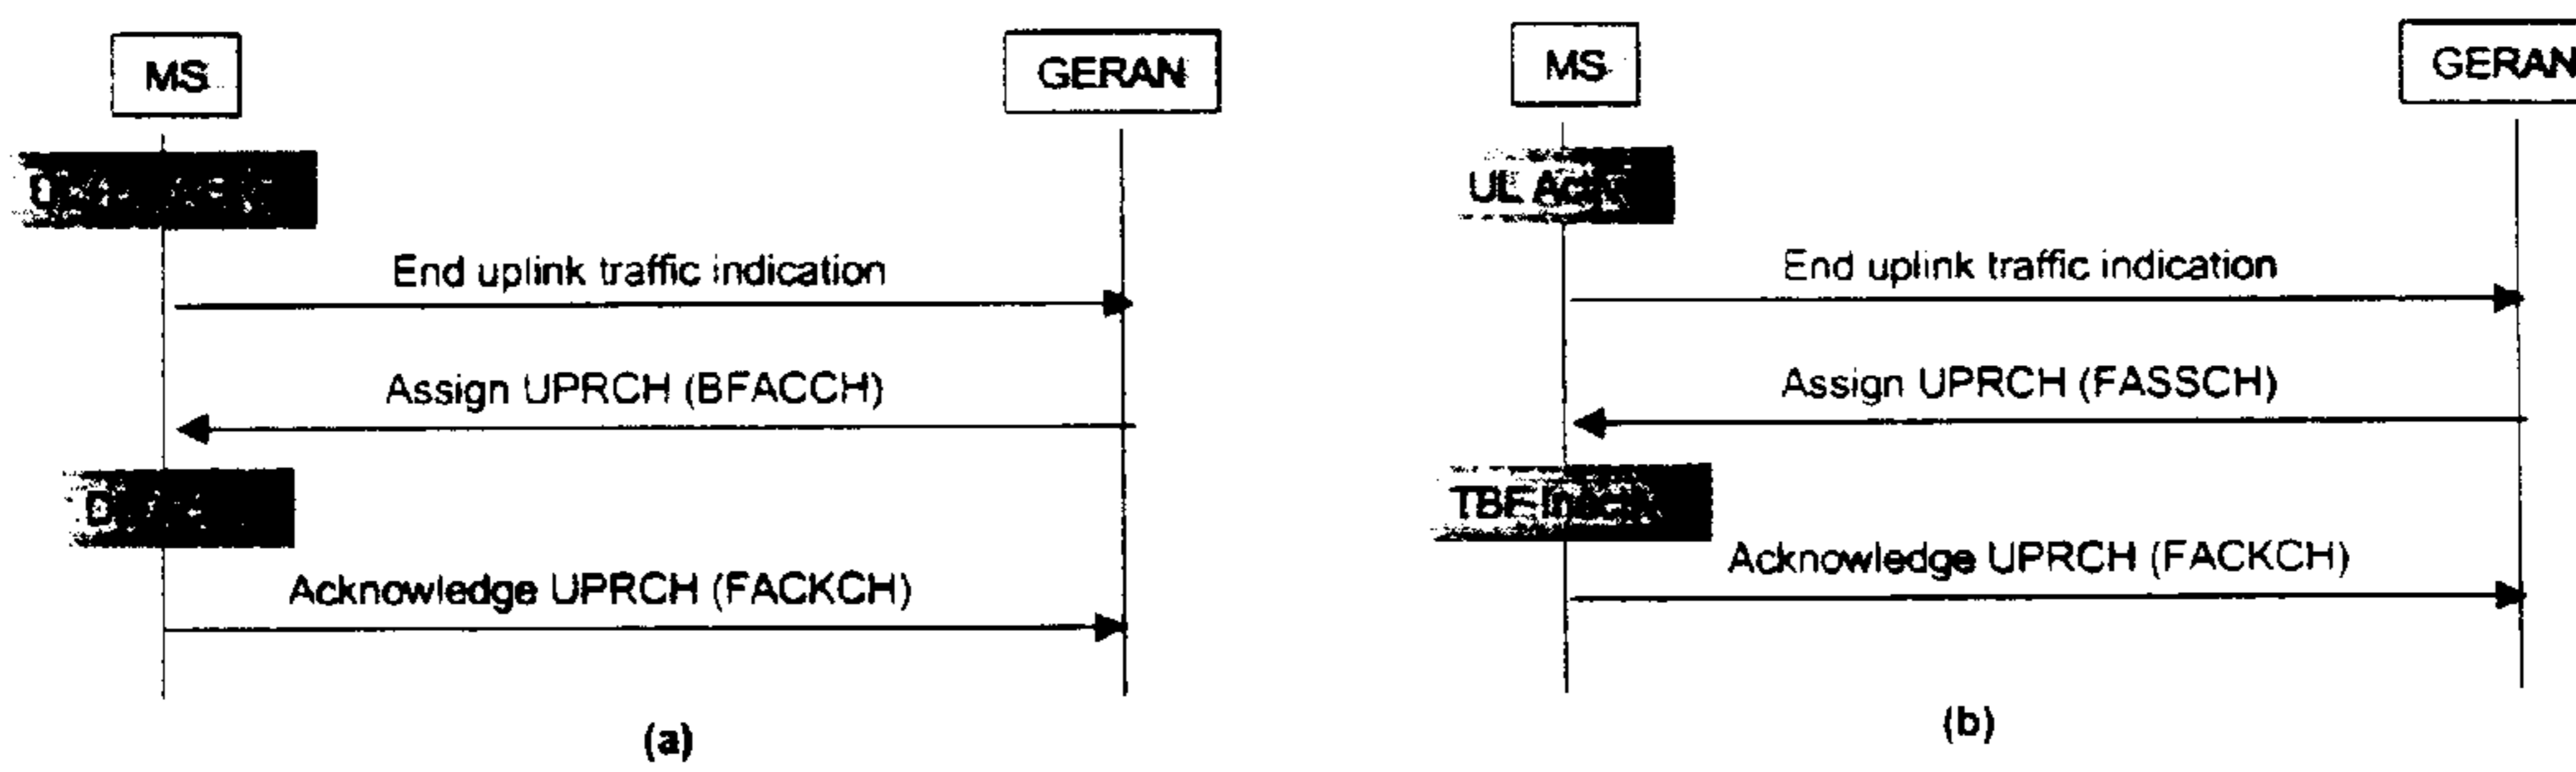 MS
GERAN
End uplink traffic indication
Assign UPRCH (BFACCH)
Acknowledge UPRCH (FACKCH)
(a)
MS
GERAN
UL
End uplink traffic indication
Assign UPRCH (FASSCH)
TBF
Acknowledge UPRCH (FACKCH)
(b)